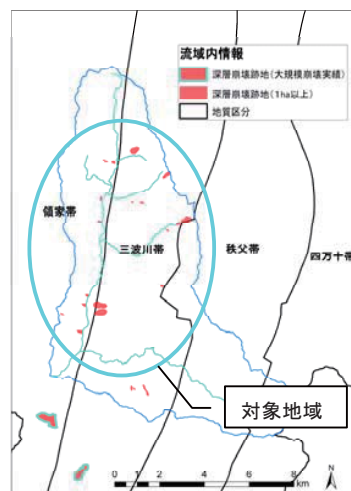 流域内情報
深層崩壊跡地(大規模崩壊実績)
深層崩壊跡地(1ha以上)
地質区分
領家帯
三波川帯
秩父帯
四万十帯
対象地域
0 1 2 4 6 8
km
N